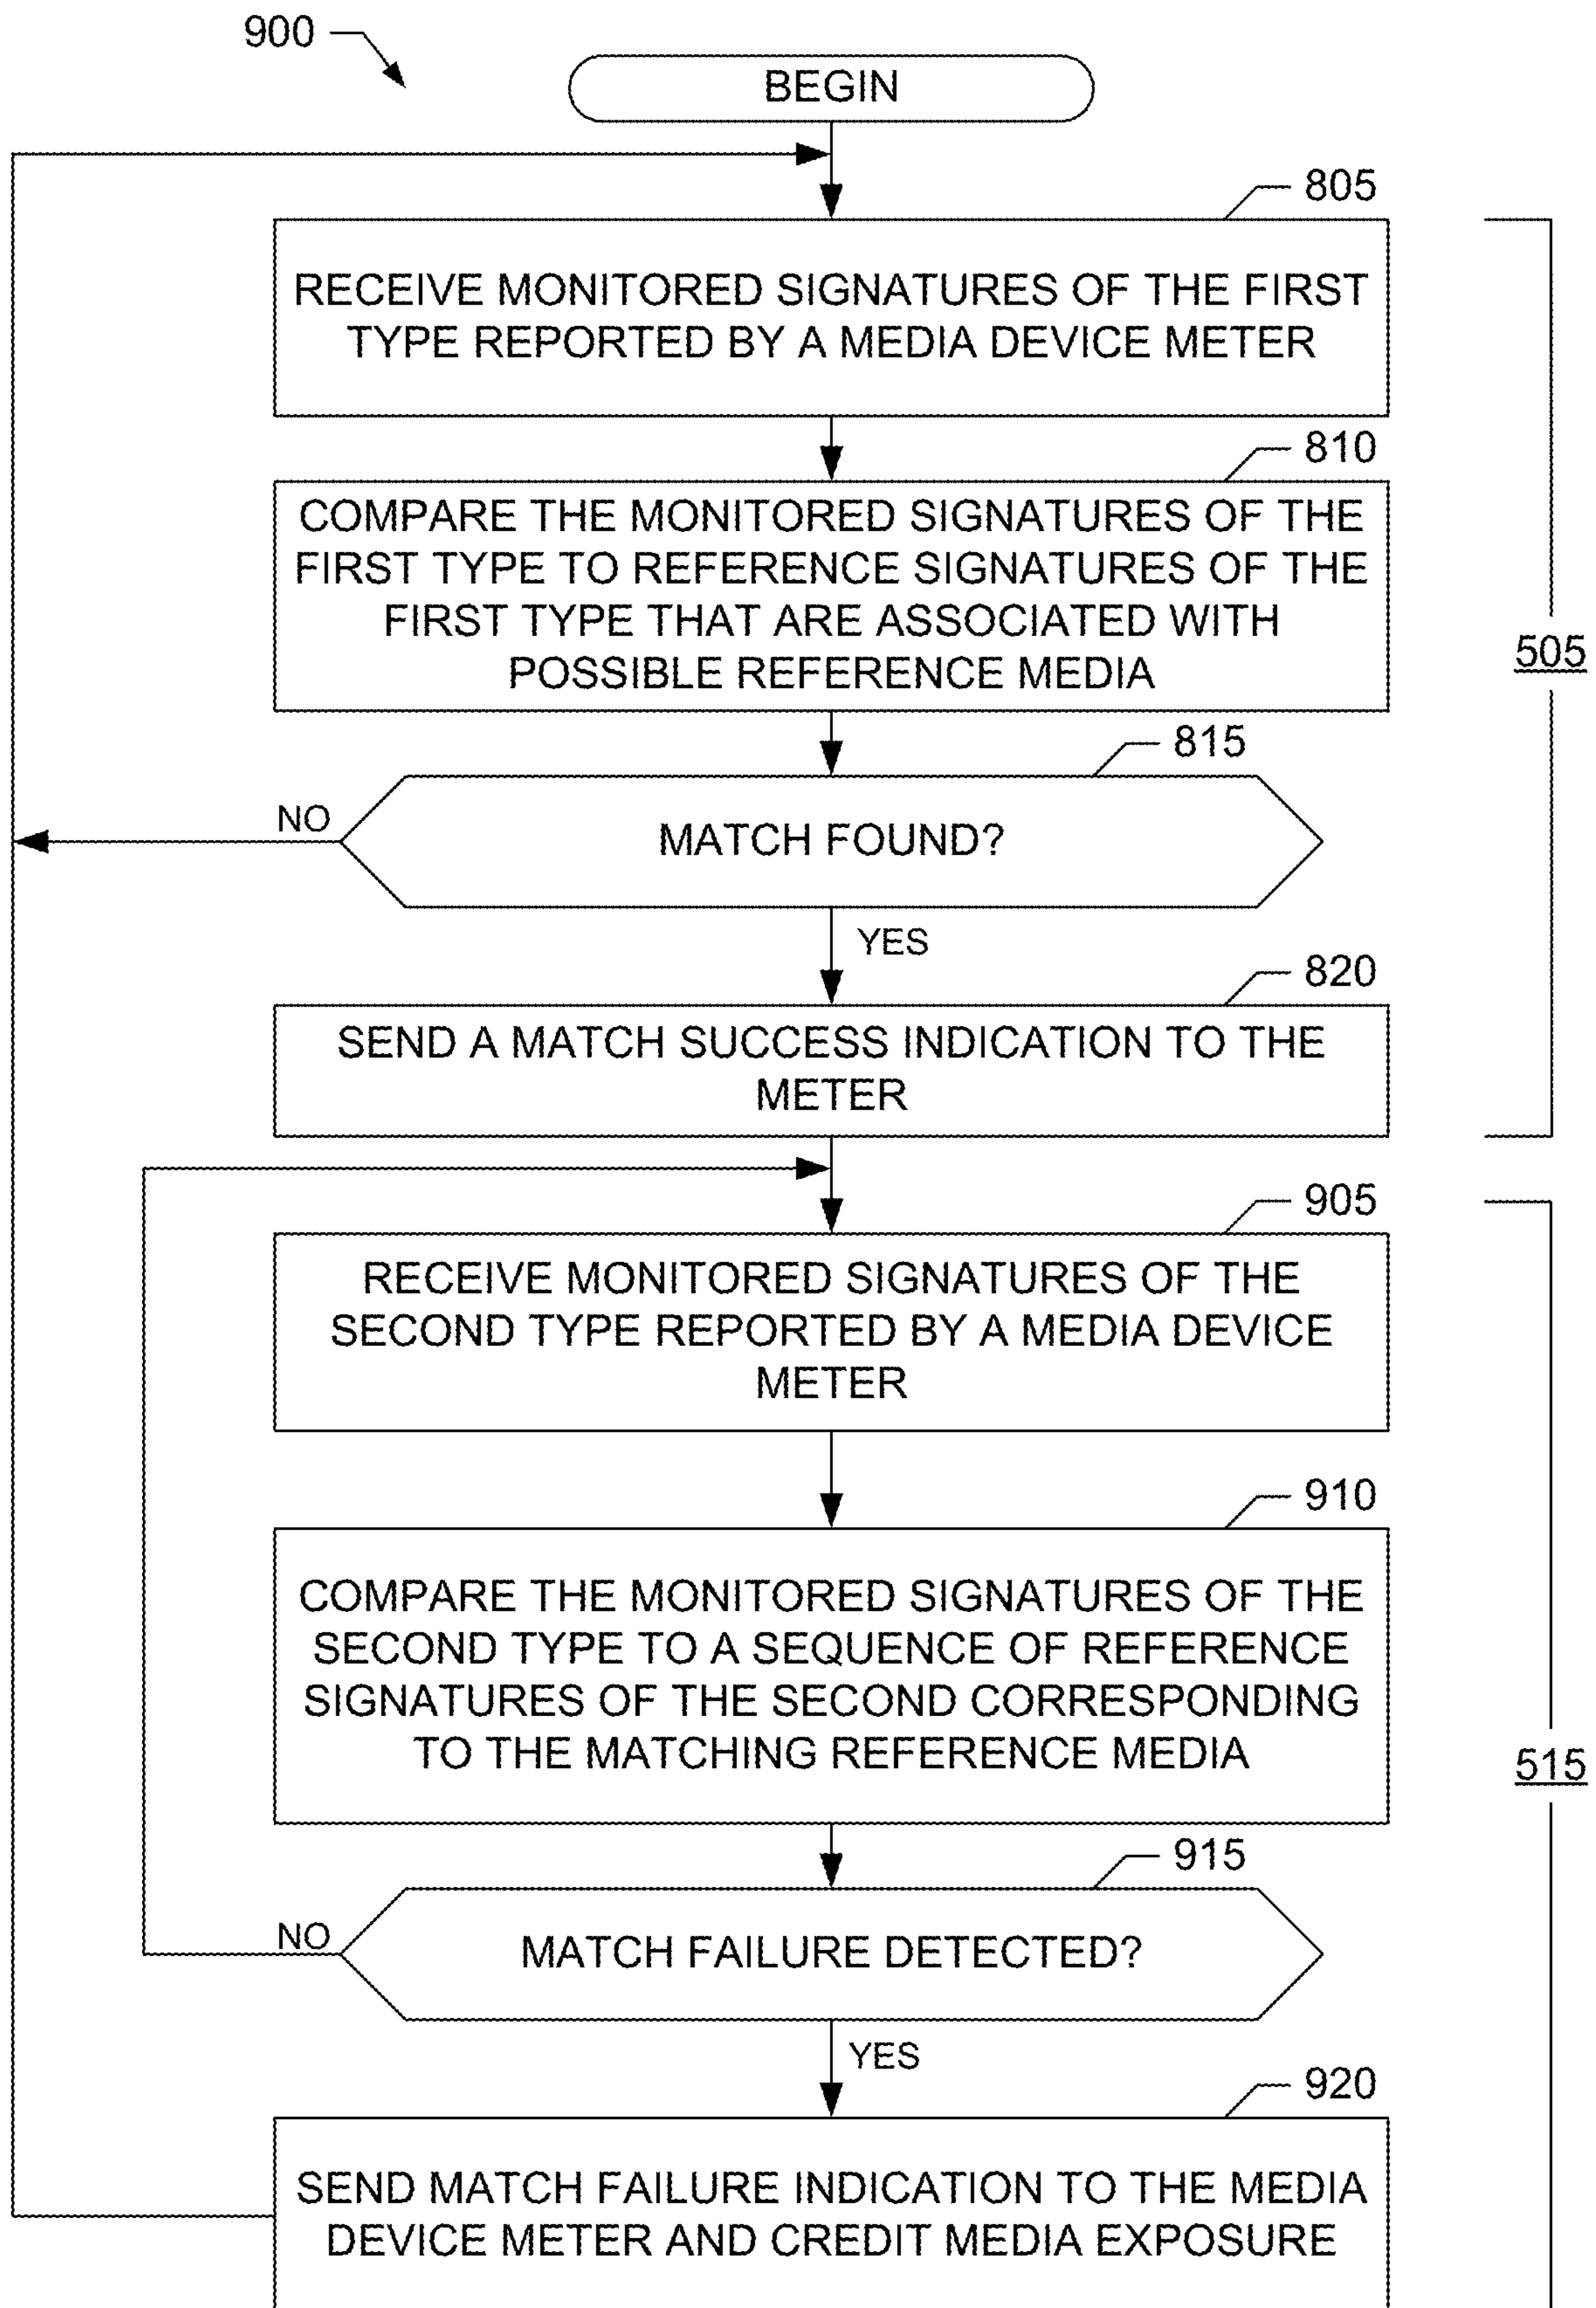 900
BEGIN
805
RECEIVE MONITORED SIGNATURES OF THE FIRST
TYPE REPORTED BY A MEDIA DEVICE METER
810
COMPARE THE MONITORED SIGNATURES OF THE
FIRST TYPE TO REFERENCE SIGNATURES OF THE
FIRST TYPE THAT ARE ASSOCIATED WITH
POSSIBLE REFERENCE MEDIA
505
815
NO
MATCH FOUND?
YES
820
SEND A MATCH SUCCESS INDICATION TO THE
METER
905
RECEIVE MONITORED SIGNATURES OF THE
SECOND TYPE REPORTED BY A MEDIA DEVICE
METER
910
COMPARE THE MONITORED SIGNATURES OF THE
SECOND TYPE TO A SEQUENCE OF REFERENCE
SIGNATURES OF THE SECOND CORRESPONDING
TO THE MATCHING REFERENCE MEDIA
515
915
NO
MATCH FAILURE DETECTED?
YES
920
SEND MATCH FAILURE INDICATION TO THE MEDIA
DEVICE METER AND CREDIT MEDIA EXPOSURE